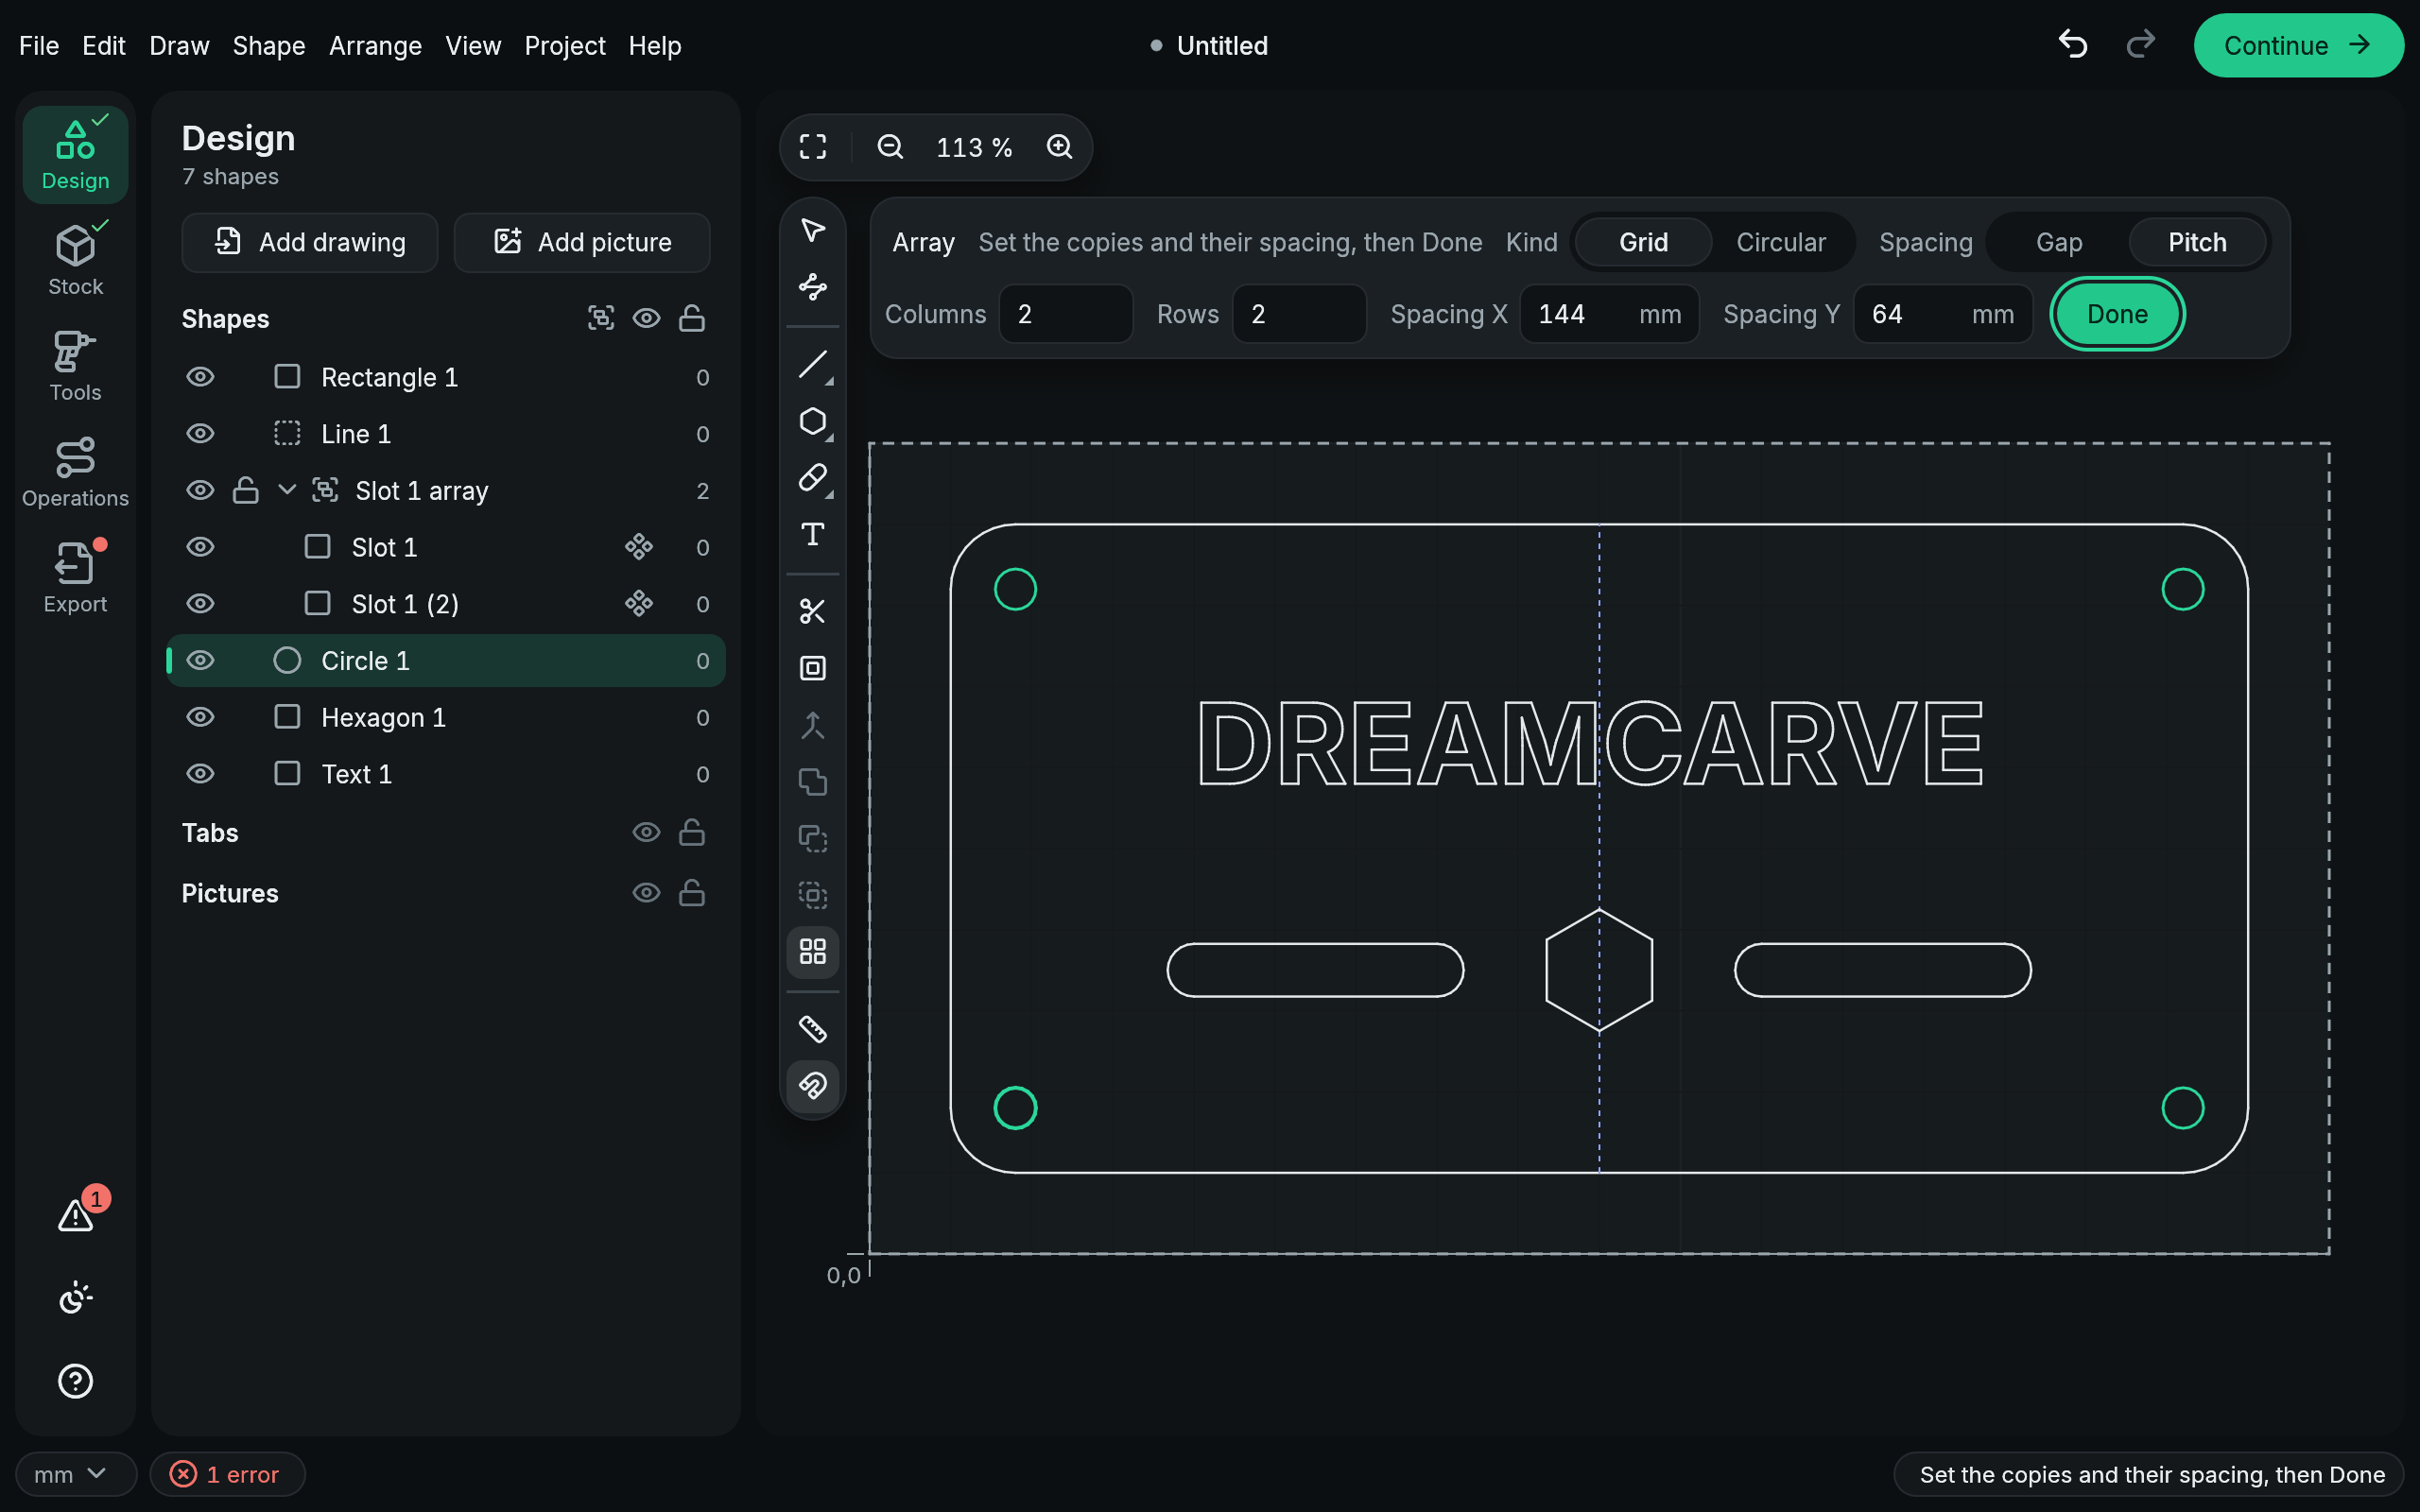 File Edit Draw Shape Arrange View Project Help
Untitled
Continue
Design
Stock
Tools
Operations
Export
1
Design
7 shapes
Add drawing
Add picture
Shapes
Rectangle 1 0
Line 1 0
Slot 1 array 2
Slot 1 0
Slot 1 (2) 0
Circle 1 0
Hexagon 1 0
Text 1 0
Tabs
Pictures
113 %
Array Set the copies and their spacing, then Done Kind Grid Circular Spacing Gap Pitch
Columns 2 Rows 2 Spacing X 144 mm Spacing Y 64 mm Done
DREAMCARVE
0,0
mm
1 error
Set the copies and their spacing, then Done